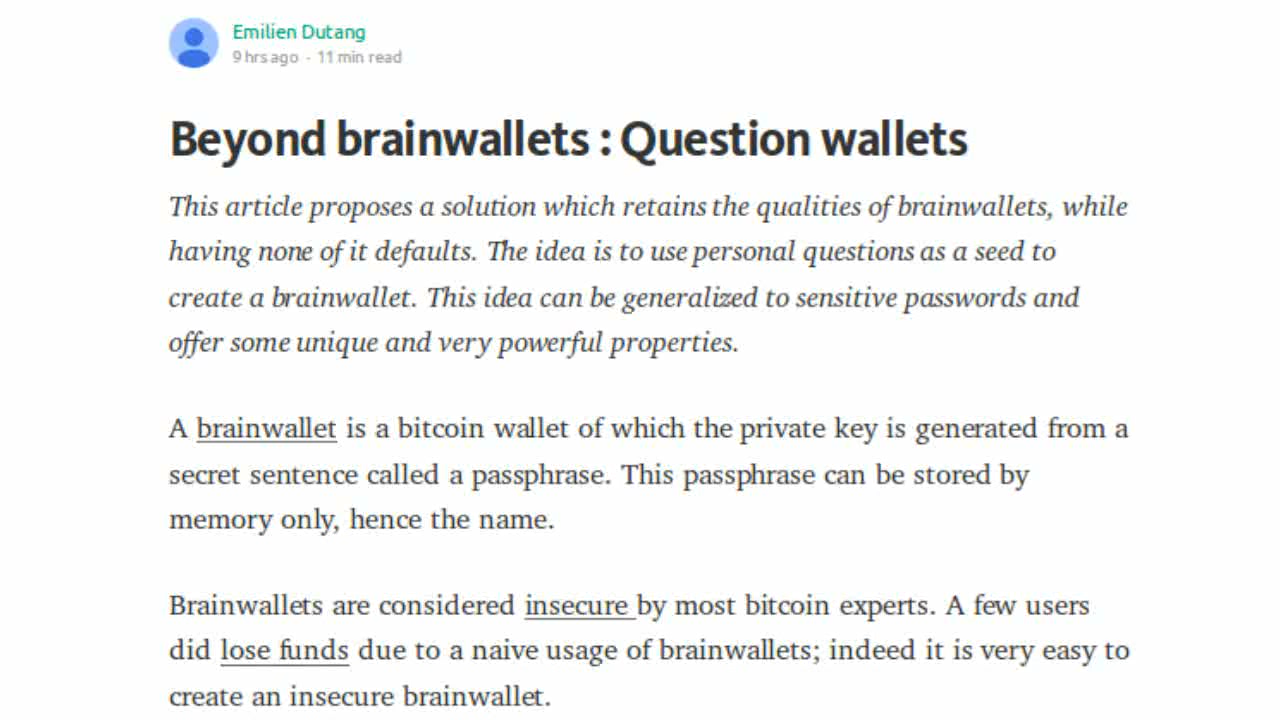 Emilien Dutang
9 hrs ago · 11 min read
Beyond brainwallets : Question wallets
This article proposes a solution which retains the qualities of brainwallets, while
having none of it defaults. The idea is to use personal questions as a seed to
create a brainwallet. This idea can be generalized to sensitive passwords and
offer some unique and very powerful properties.
A brainwallet is a bitcoin wallet of which the private key is generated from a
secret sentence called a passphrase. This passphrase can be stored by
memory only, hence the name.
Brainwallets are considered insecure by most bitcoin experts. A few users
did lose funds due to a naive usage of brainwallets; indeed it is very easy to
create an insecure brainwallet.